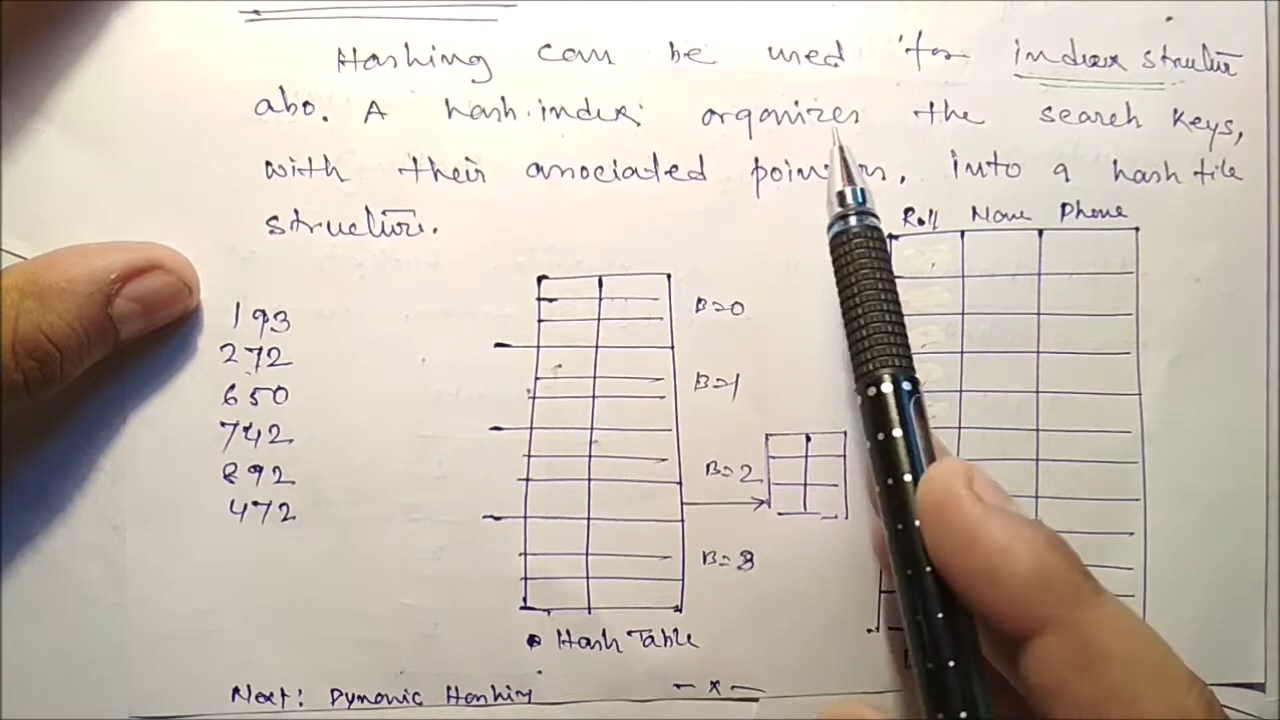 Hashing can be used for index structure
also. A hash index organizes the search keys,
with their associated pointers, into a hash file
structure.
Roll Name Phone
193
272
650
742
892
472
B=0
B=1
B=2
B=3
Hash Table
Next: Dynamic Hashing